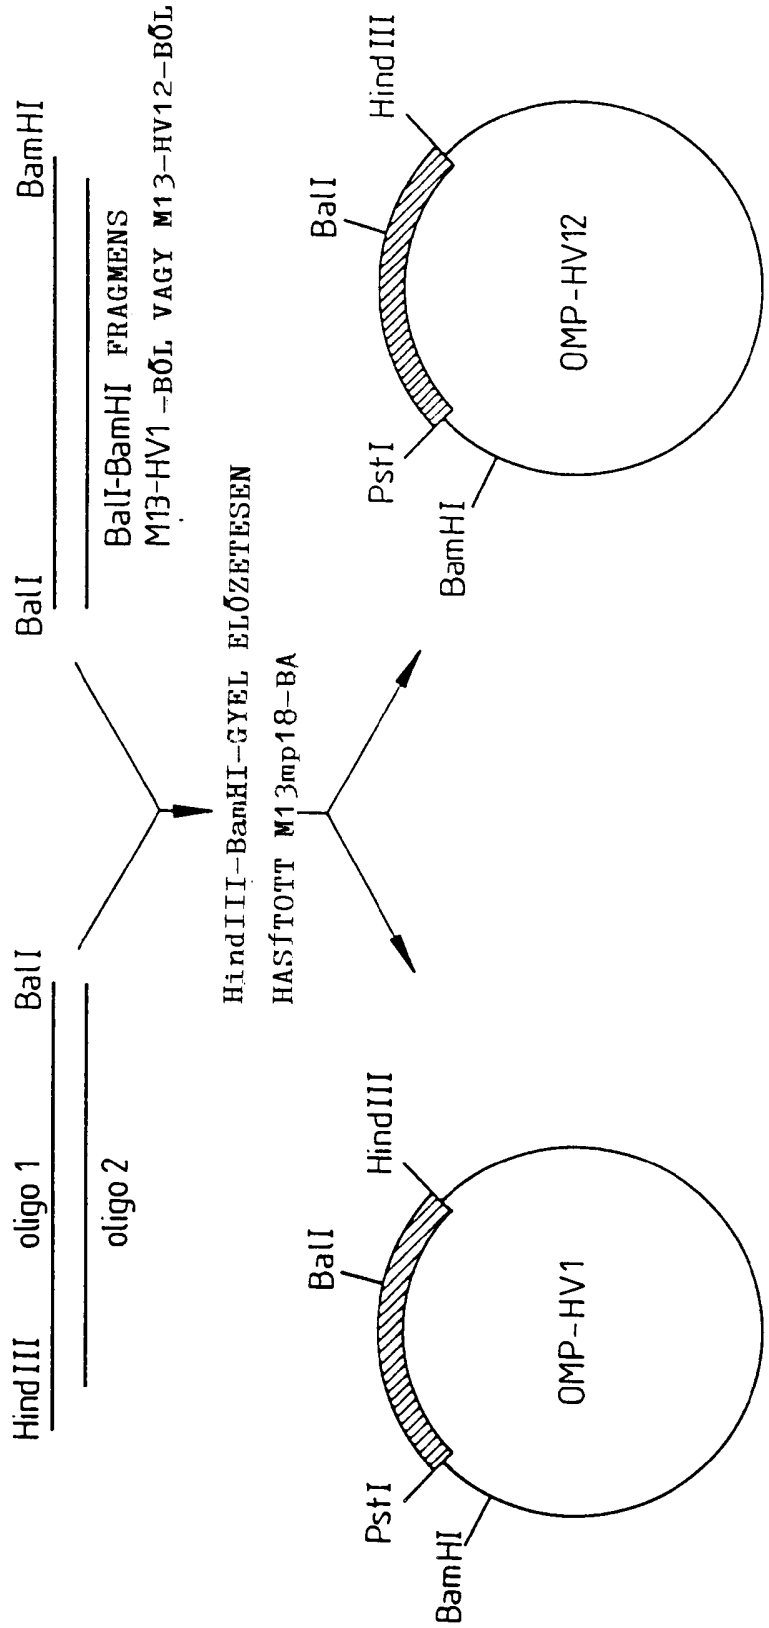 HindIII oligo 1 BalI
oligo 2
BalI BamHI
BalI-BamHI FRAGMENS
M13-HV1-BŐL VAGY M13-HV12-BŐL
HindIII-BamHI-GYEL ELŐZETESEN
HASÍTOTT M13mp18-BA
BalI
HindIII
PstI
BamHI
OMP-HV1
BalI
HindIII
PstI
BamHI
OMP-HV12